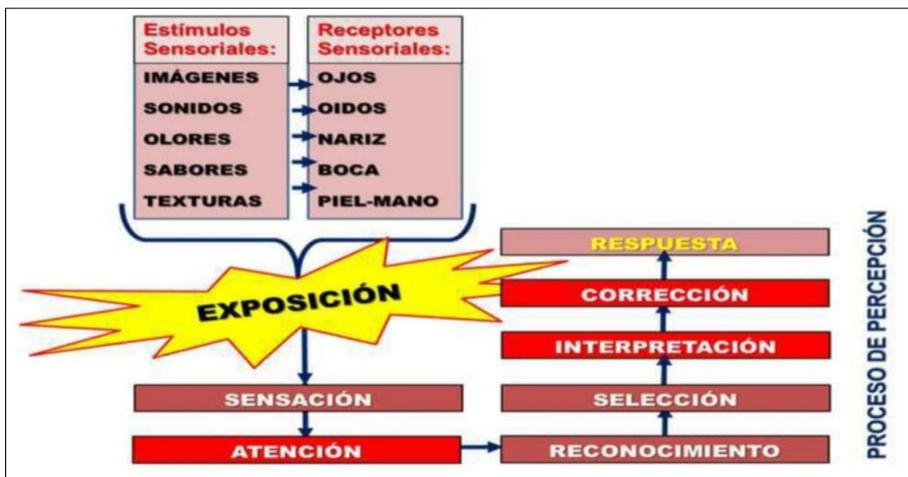 Estímulos
Sensoriales:
IMÁGENES
SONIDOS
OLORES
SABORES
TEXTURAS
Receptores
Sensoriales:
OJOS
OIDOS
NARIZ
BOCA
PIEL-MANO
EXPOSICIÓN
SENSACIÓN
ATENCIÓN
RECONOCIMIENTO
SELECCIÓN
INTERPRETACIÓN
CORRECCIÓN
RESPUESTA
PROCESO DE PERCEPCIÓN